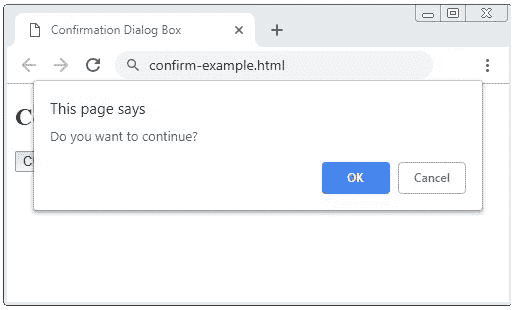 Confirmation Dialog Box
confirm-example.html
This page says
Do you want to continue?
OK Cancel